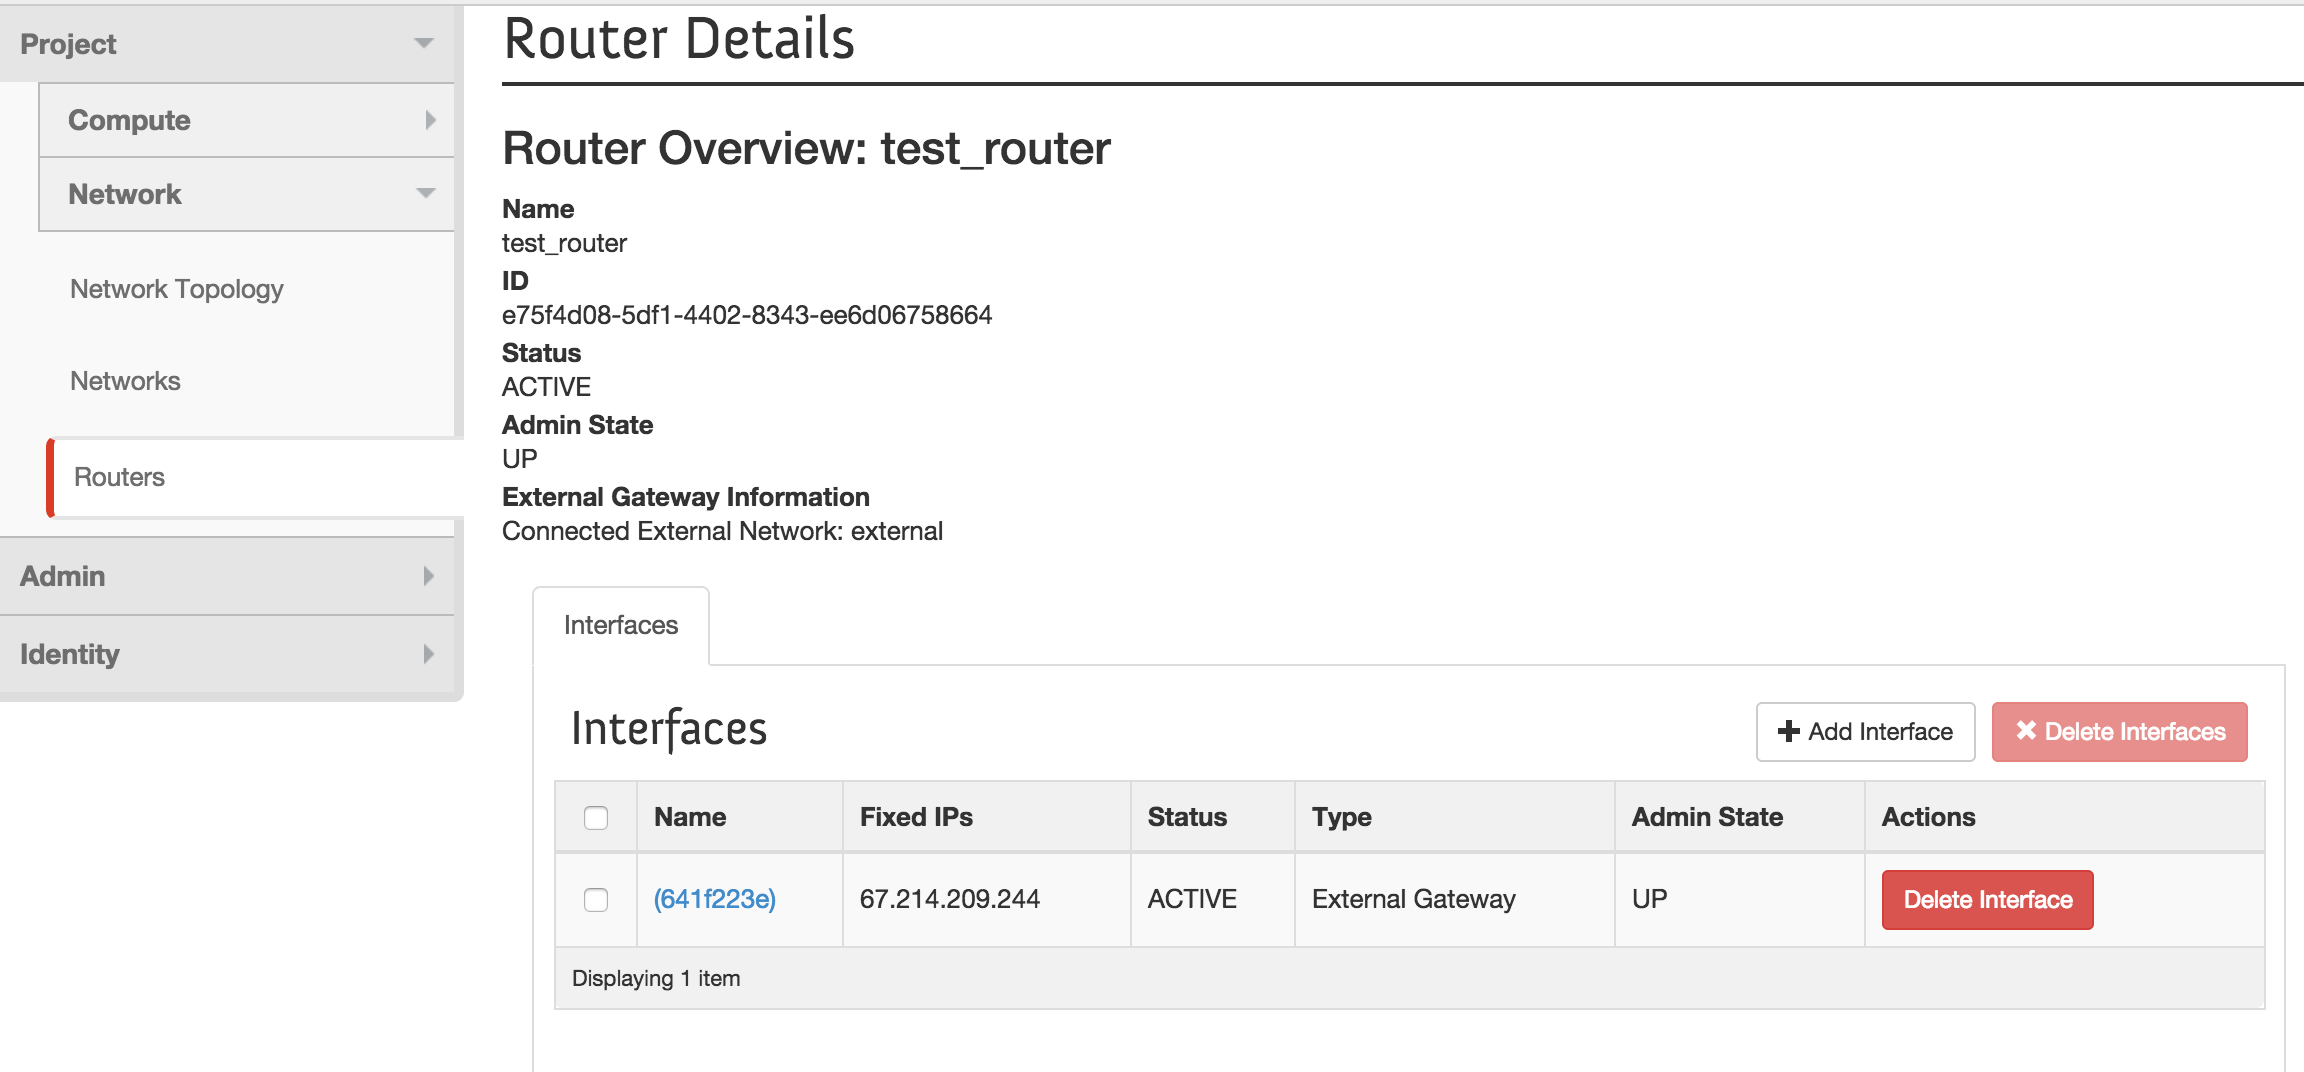 Project
Compute
Network
Network Topology
Networks
Routers
Admin
Identity
Router Details
Router Overview: test_router
Name
test_router
ID
e75f4d08-5df1-4402-8343-ee6d06758664
Status
ACTIVE
Admin State
UP
External Gateway Information
Connected External Network: external
Interfaces
Interfaces
Add Interface
Delete Interfaces
Name Fixed IPs Status Type Admin State Actions
(641f223e) 67.214.209.244 ACTIVE External Gateway UP Delete Interface
Displaying 1 item